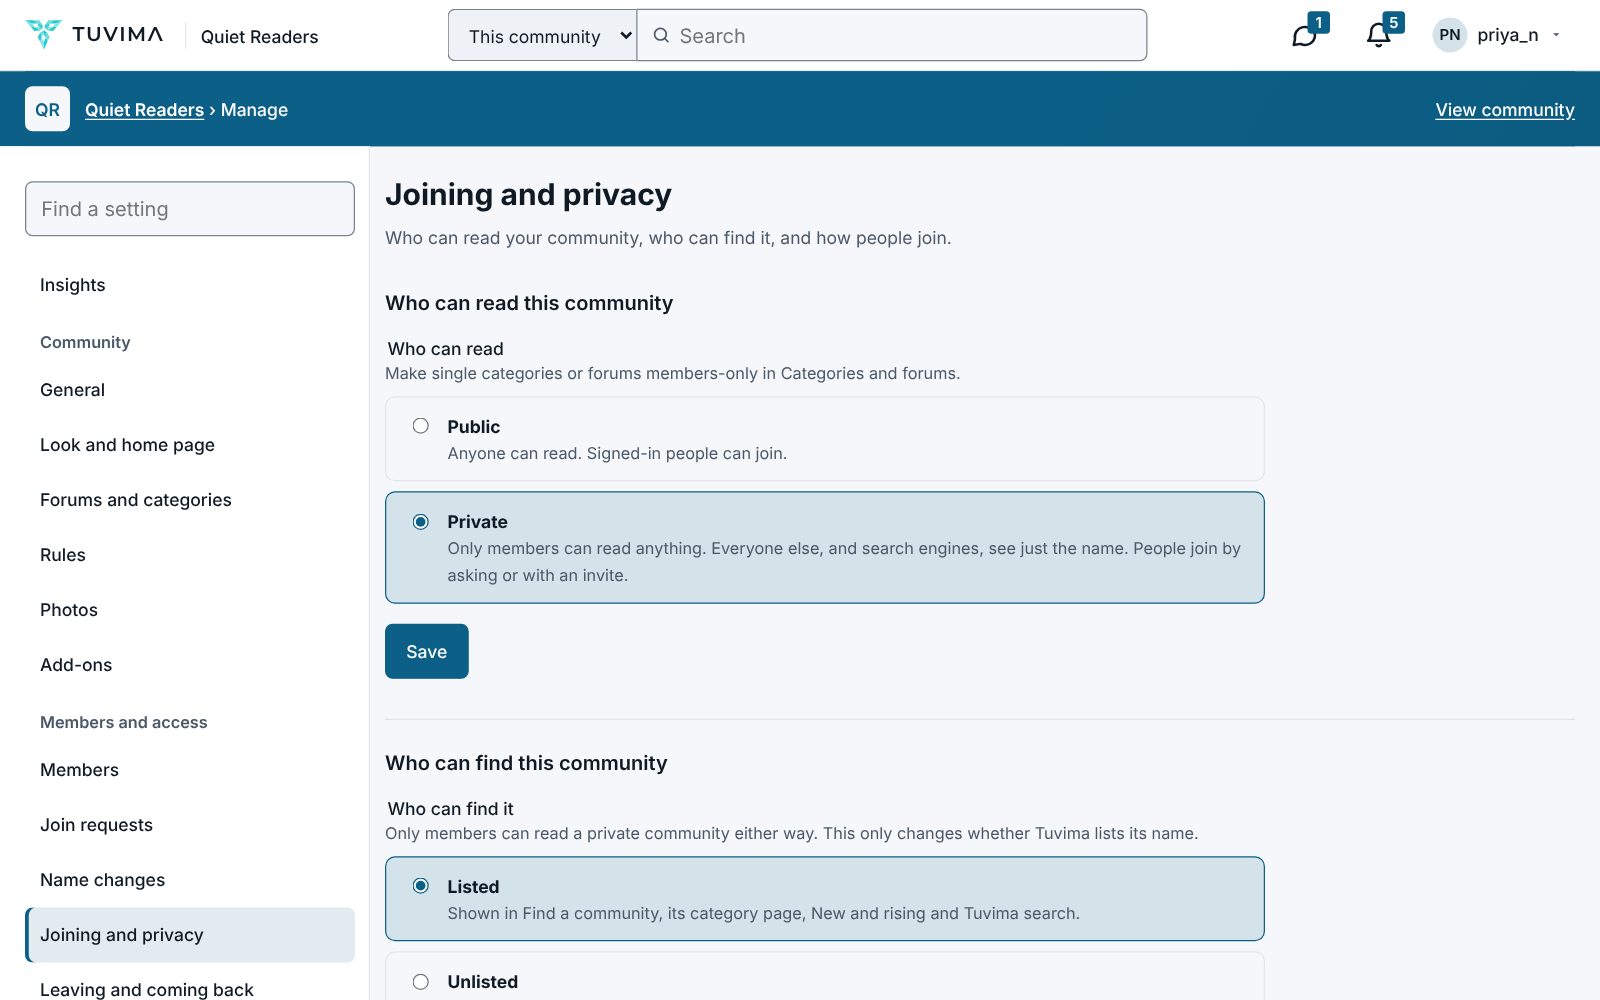 TUVIMA
Quiet Readers
This community
Search
1
5
PN
priya_n
QR
Quiet Readers › Manage
View community
Find a setting
Insights
Community
General
Look and home page
Forums and categories
Rules
Photos
Add-ons
Members and access
Members
Join requests
Name changes
Joining and privacy
Leaving and coming back
Joining and privacy
Who can read your community, who can find it, and how people join.
Who can read this community
Who can read
Make single categories or forums members-only in Categories and forums.
Public
Anyone can read. Signed-in people can join.
Private
Only members can read anything. Everyone else, and search engines, see just the name. People join by
asking or with an invite.
Save
Who can find this community
Who can find it
Only members can read a private community either way. This only changes whether Tuvima lists its name.
Listed
Shown in Find a community, its category page, New and rising and Tuvima search.
Unlisted